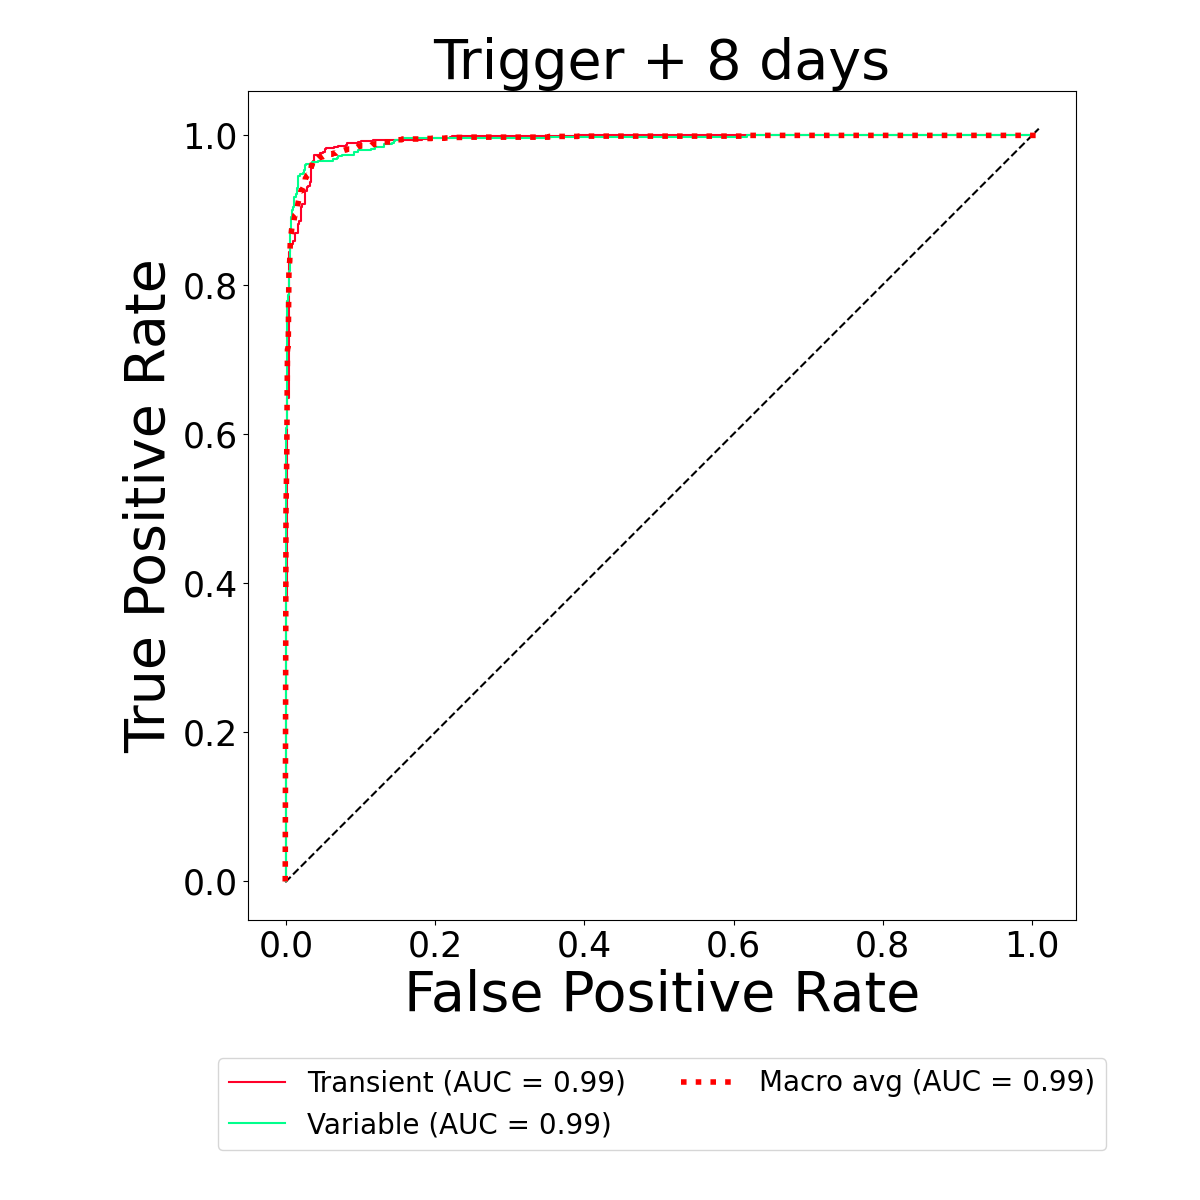 Trigger + 8 days
True Positive Rate
1.0
0.8
0.6
0.4
0.2
0.0
0.0 0.2 0.4 0.6 0.8 1.0
False Positive Rate
Transient (AUC = 0.99) Macro avg (AUC = 0.99)
Variable (AUC = 0.99)